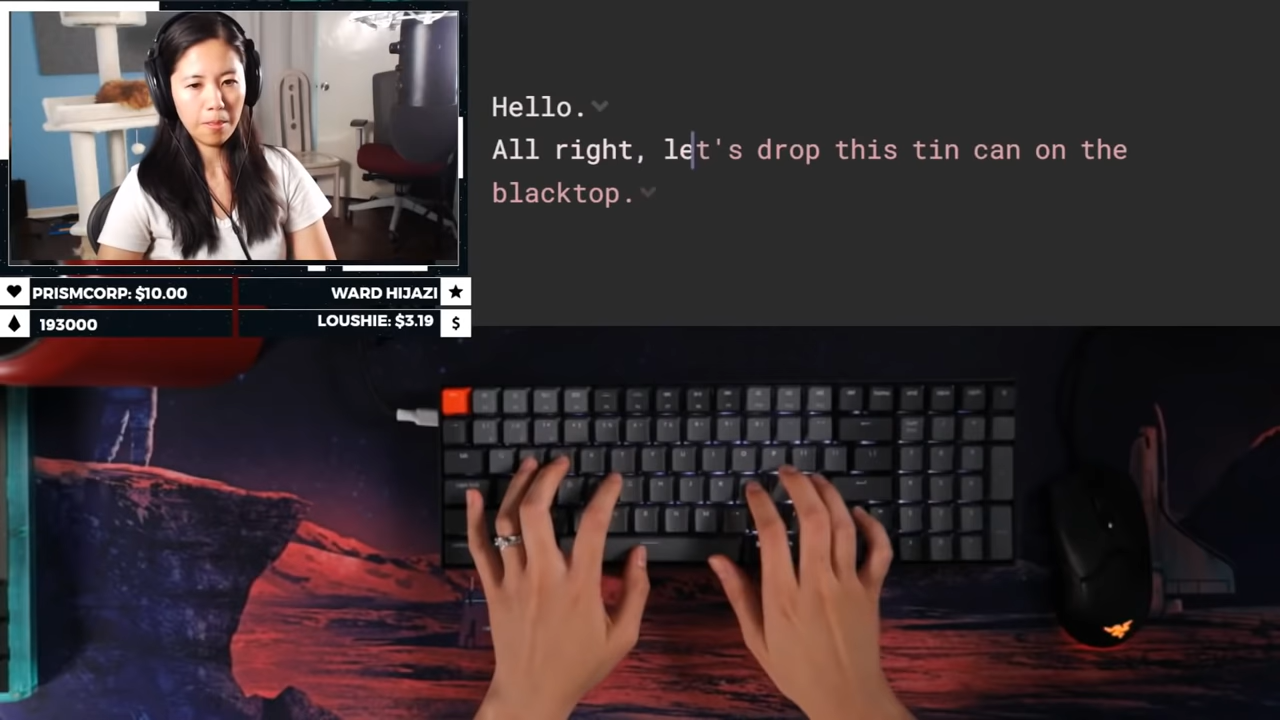 Hello.
All right, let's drop this tin can on the
blacktop.
PRISMCORP: $10.00
WARD HIJAZI
193000
LOUSHIE: $3.19
$